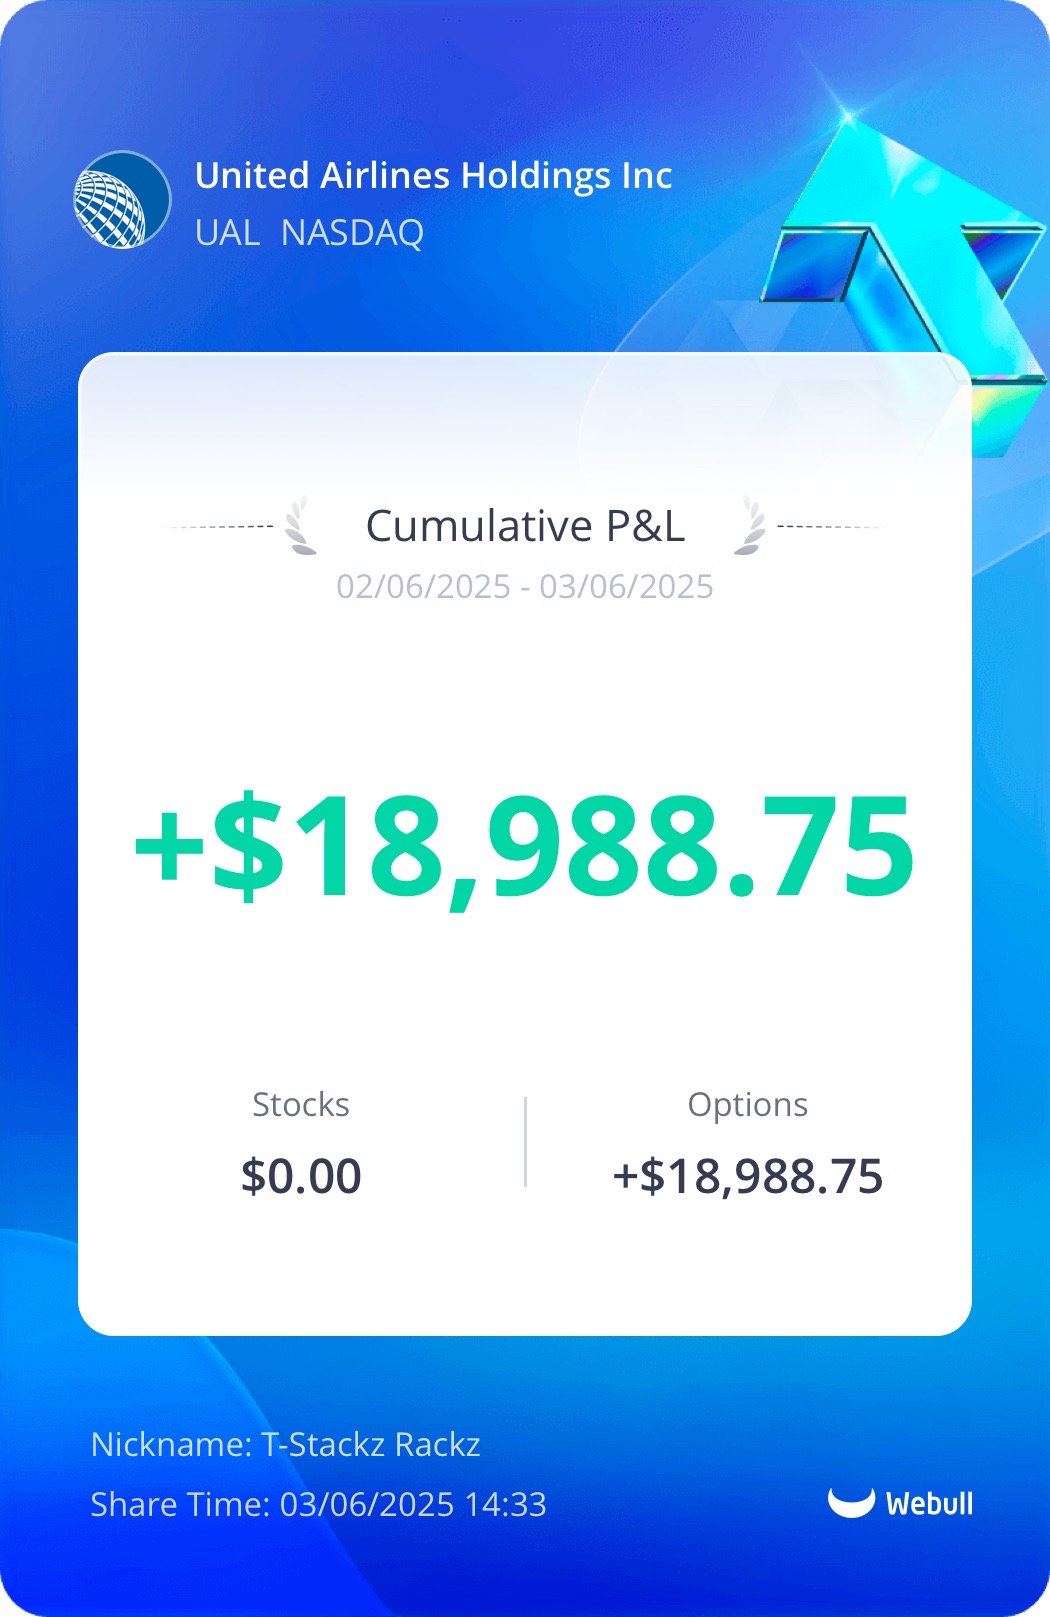 United Airlines Holdings Inc
UAL NASDAQ
Cumulative P&L
02/06/2025 - 03/06/2025
+$18,988.75
Stocks
Options
$0.00
+$18,988.75
Nickname: T-Stackz Rackz
Share Time: 03/06/2025 14:33
Webull